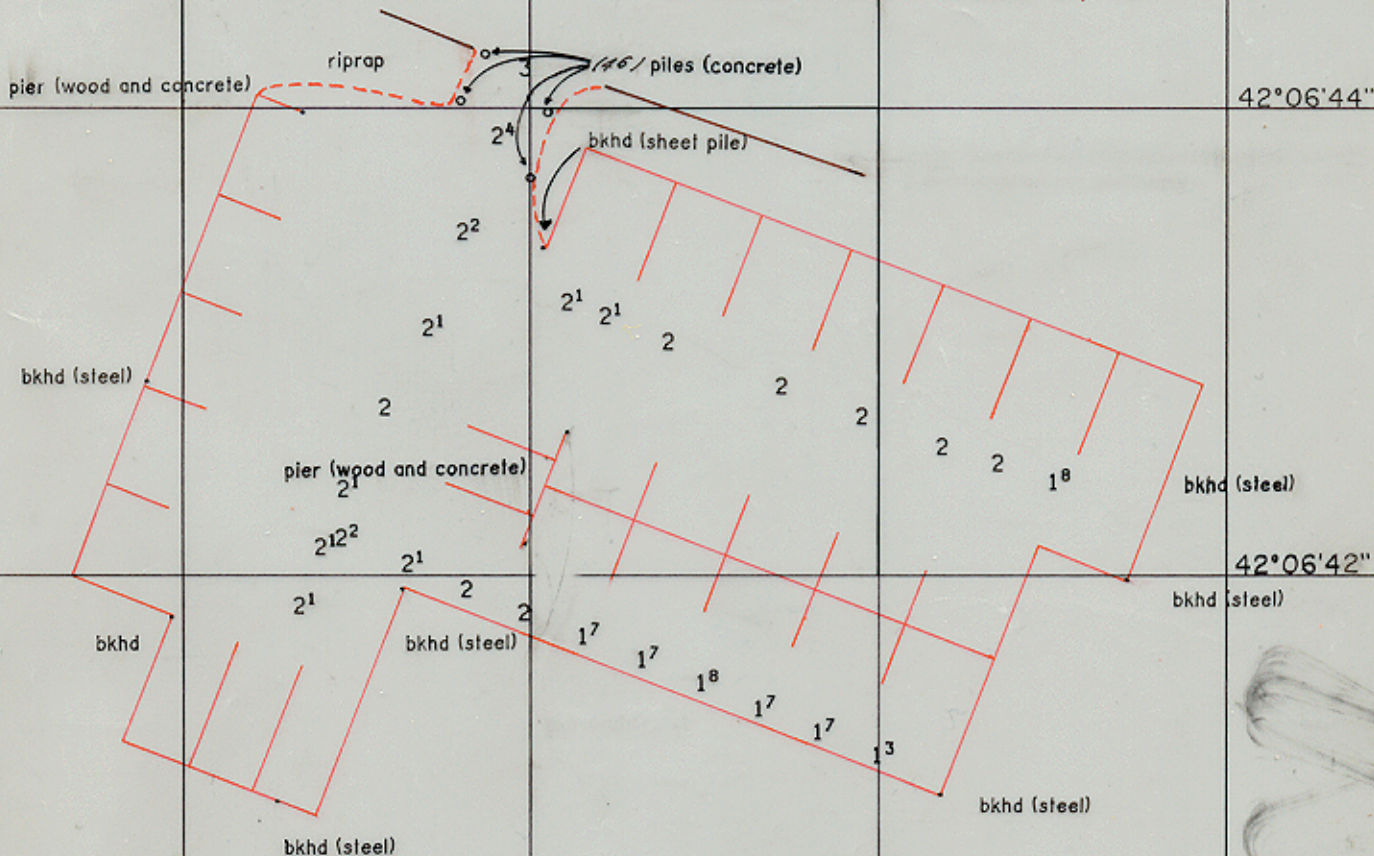 riprap
3
(46) piles (concrete)
pier (wood and concrete)
42°06'44"
2⁴
bkhd (sheet pile)
2²
2¹ 2¹
2¹
2
bkhd (steel)
2
2
2
2
2
pier (wood and concrete)
2¹
1⁸
bkhd (steel)
2¹2²
2¹
42°06'42"
2
2¹
2
bkhd (steel)
bkhd
bkhd (steel)
1⁷
1⁷
1⁸
1⁷
1⁷
1³
bkhd (steel)
bkhd (steel)